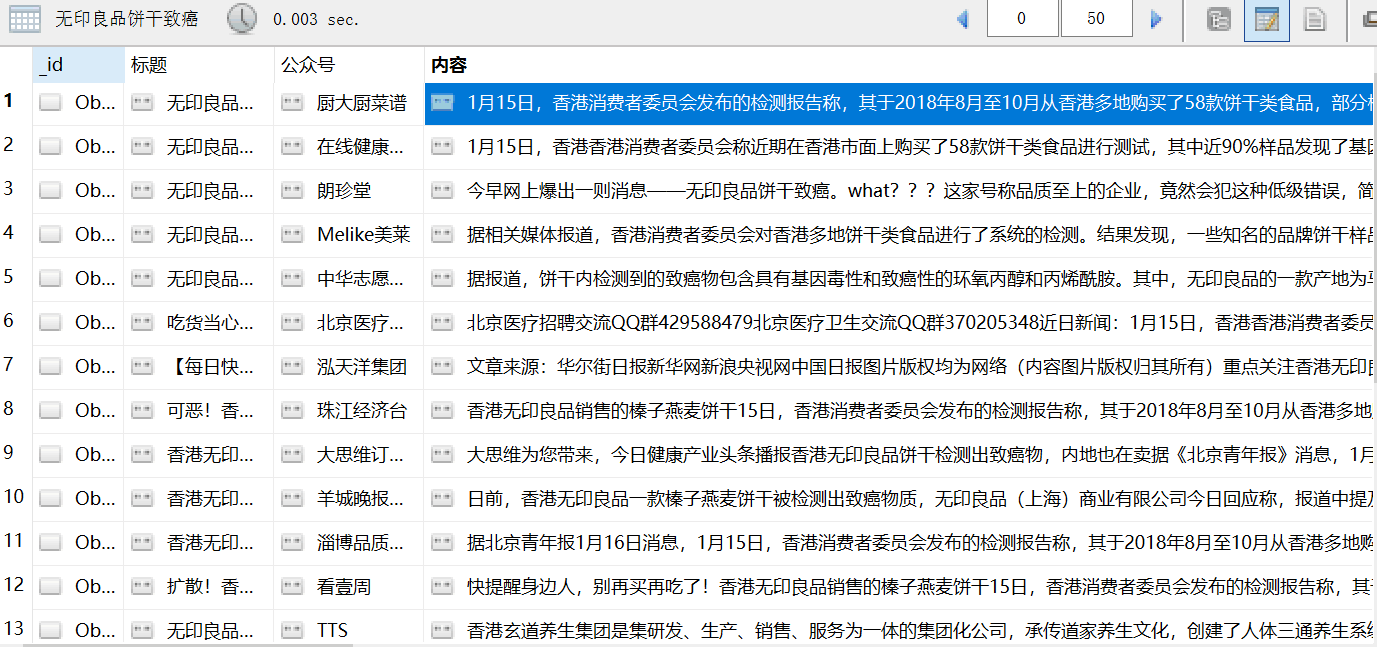 无印良品饼干致癌 0.003 sec. 0 50
_id 标题 公众号 内容
1 Ob... 无印良品... 厨大厨菜谱 1月15日，香港消费者委员会发布的检测报告称，其于2018年8月至10月从香港多地购买了58款饼干类食品，部分
2 Ob... 无印良品... 在线健康... 1月15日，香港香港消费者委员会称近期在香港市面上购买了58款饼干类食品进行测试，其中近90%样品发现了基
3 Ob... 无印良品... 朗珍堂 今早网上爆出一则消息——无印良品饼干致癌。what？？？这家号称品质至上的企业，竟然会犯这种低级错误，简
4 Ob... 无印良品... Melike美莱 据相关媒体报道，香港消费者委员会对香港多地饼干类食品进行了系统的检测。结果发现，一些知名的品牌饼干样品
5 Ob... 无印良品... 中华志愿... 据报道，饼干内检测到的致癌物包含具有基因毒性和致癌性的环氧丙醇和丙烯酰胺。其中，无印良品的一款产地为马
6 Ob... 吃货当心... 北京医疗... 北京医疗招聘交流QQ群429588479北京医疗卫生交流QQ群370205348近日新闻：1月15日，香港香港消费者委员
7 Ob... 【每日快... 泓天洋集团 文章来源：华尔街日报新华网新浪央视网中国日报图片版权均为网络（内容图片版权归其所有）重点关注香港无印良
8 Ob... 可恶！香... 珠江经济台 香港无印良品销售的榛子燕麦饼干15日，香港消费者委员会发布的检测报告称，其于2018年8月至10月从香港多地
9 Ob... 香港无印... 大思维订... 大思维为您带来，今日健康产业头条播报香港无印良品饼干检测出致癌物，内地也在卖据《北京青年报》消息，1月
10 Ob... 香港无印... 羊城晚报... 日前，香港无印良品一款榛子燕麦饼干被检测出致癌物质，无印良品（上海）商业有限公司今日回应称，报道中提及
11 Ob... 香港无印... 淄博品质... 据北京青年报1月16日消息，1月15日，香港消费者委员会发布的检测报告称，其于2018年8月至10月从香港多地购
12 Ob... 扩散！香... 看壹周 快提醒身边人，别再买再吃了！香港无印良品销售的榛子燕麦饼干15日，香港消费者委员会发布的检测报告称，其于
13 Ob... 无印良品... TTS 香港玄道养生集团是集研发、生产、销售、服务为一体的集团化公司，承传道家养生文化，创建了人体三通养生系统